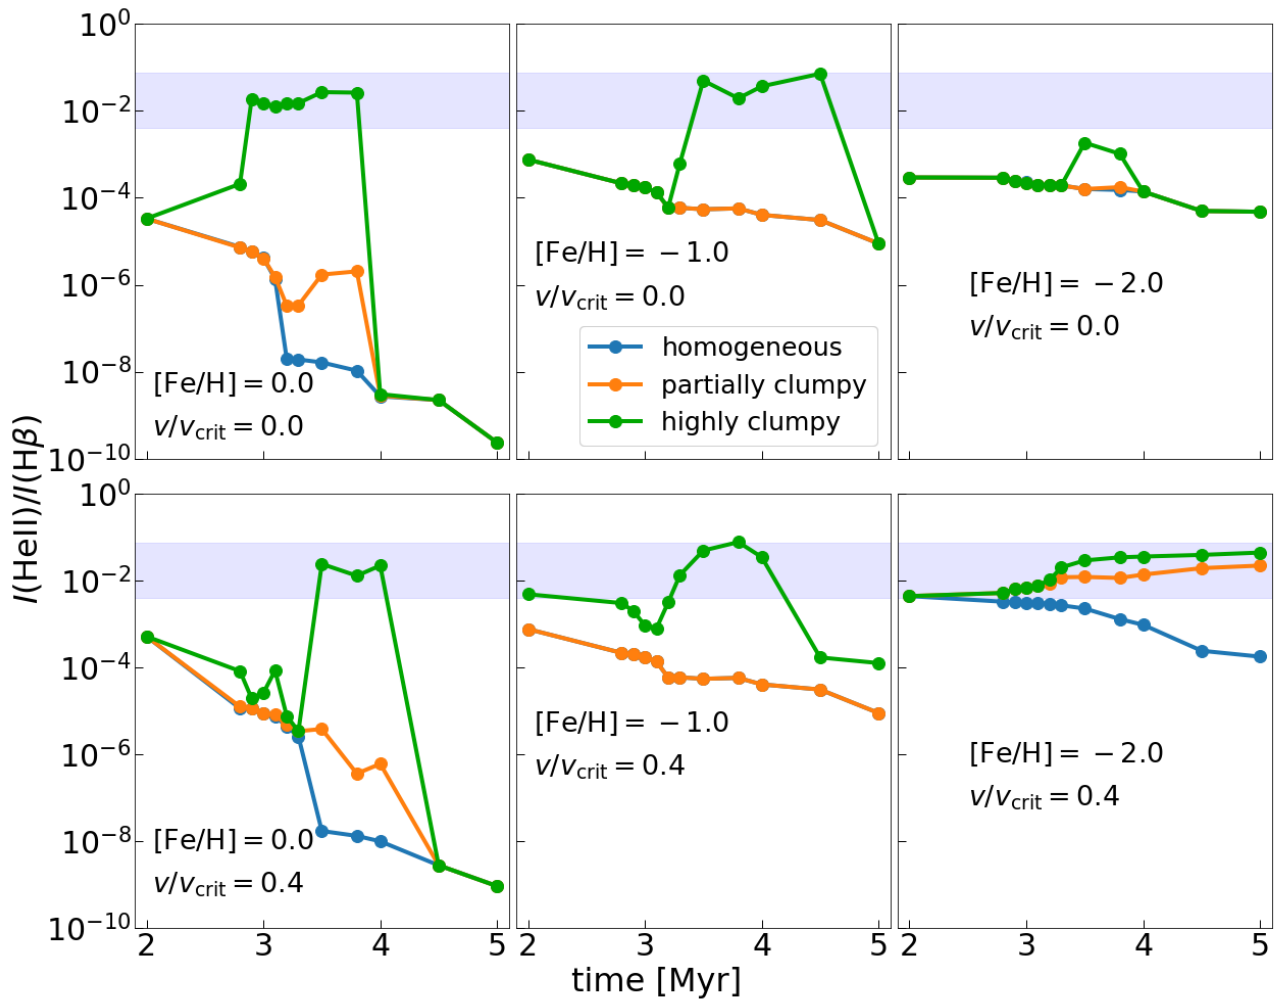 10⁰
10⁻²
10⁻⁴
10⁻⁶
10⁻⁸
10⁻¹⁰
[Fe/H] = 0.0
v/v_crit = 0.0
[Fe/H] = −1.0
v/v_crit = 0.0
homogeneous
partially clumpy
highly clumpy
[Fe/H] = −2.0
v/v_crit = 0.0
I(HeII)/I(Hβ)
10⁰
10⁻²
10⁻⁴
10⁻⁶
10⁻⁸
10⁻¹⁰
[Fe/H] = 0.0
v/v_crit = 0.4
[Fe/H] = −1.0
v/v_crit = 0.4
[Fe/H] = −2.0
v/v_crit = 0.4
2 3 4 5 2 3 4 5 2 3 4 5
time [Myr]